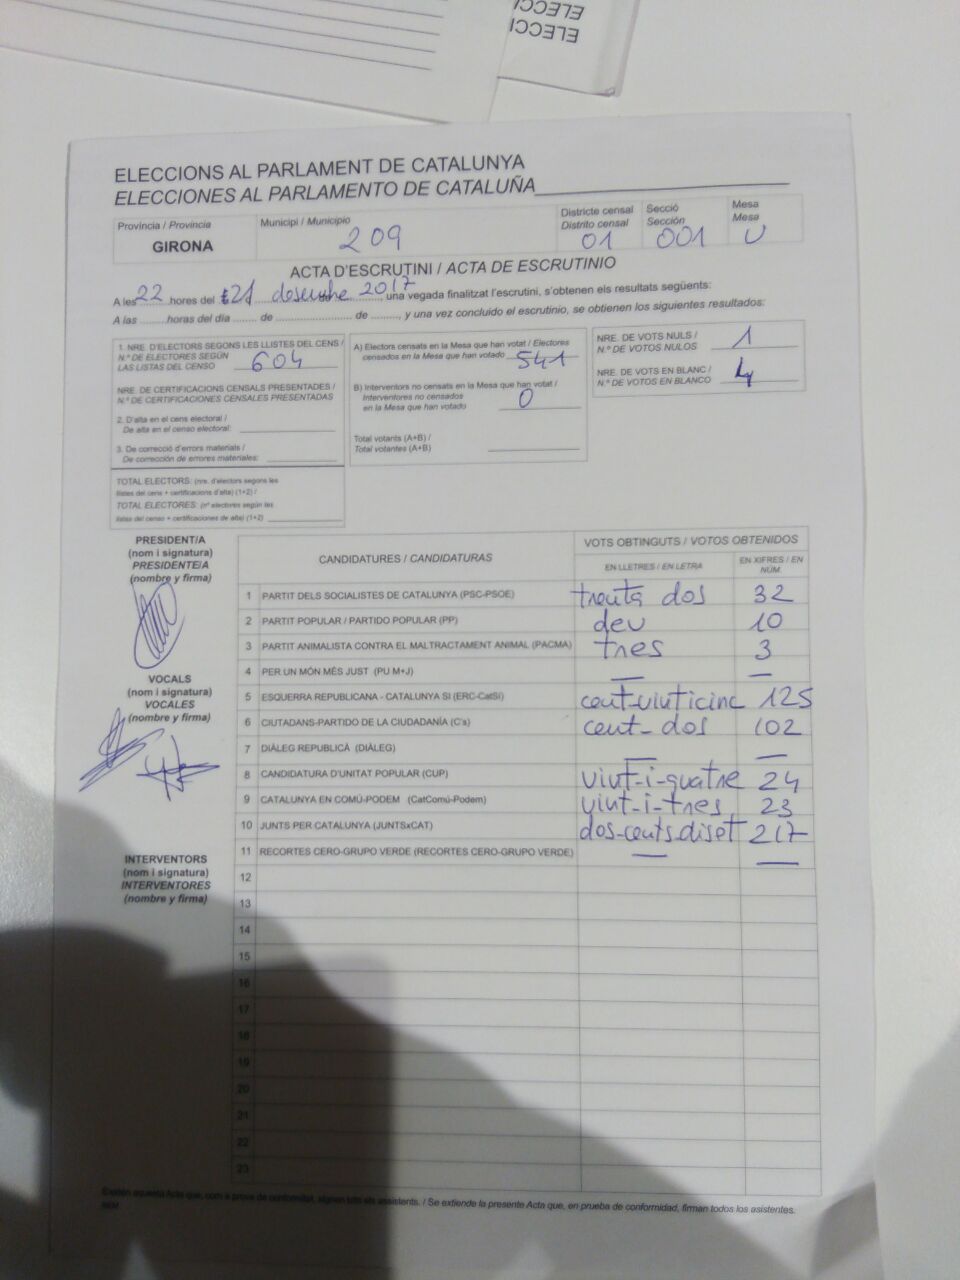 ELECCI
ELECCI
ELECCIONS AL PARLAMENT DE CATALUNYA
ELECCIONES AL PARLAMENTO DE CATALUÑA
Província / Provincia
GIRONA
Municipi / Municipio
209
Districte censal
Distrito censal
01
Secció
Sección
001
Mesa
Mesa
U
ACTA D'ESCRUTINI / ACTA DE ESCRUTINIO
A les 22 hores del 21 desembre 2017, una vegada finalitzat l'escrutini, s'obtenen els resultats següents:
A las ........ horas del día ...... de .................... de ........, y una vez concluido el escrutinio, se obtienen los siguientes resultados:
1. NRE. D'ELECTORS SEGONS LES LLISTES DEL CENS /
N.º DE ELECTORES SEGÚN
LAS LISTAS DEL CENSO 604
NRE. DE CERTIFICACIONS CENSALS PRESENTADES /
N.º DE CERTIFICACIONES CENSALES PRESENTADAS
2. D'alta en el cens electoral /
De alta en el censo electoral:
3. De correcció d'errors materials /
De corrección de errores materiales:
TOTAL ELECTORS: (nre. d'electors segons les
llistes del cens + certificacions d'alta) (1+2) /
TOTAL ELECTORES: (nº electores según las
listas del censo + certificaciones de alta) (1+2)
A) Electors censats en la Mesa que han votat / Electores
censados en la Mesa que han votado 541
B) Interventors no censats en la Mesa que han votat /
Interventores no censados
en la Mesa que han votado 0
Total votants (A+B) /
Total votantes (A+B)
NRE. DE VOTS NULS /
N.º DE VOTOS NULOS 1
NRE. DE VOTS EN BLANC /
N.º DE VOTOS EN BLANCO 4
PRESIDENT/A
(nom i signatura)
PRESIDENTE/A
(nombre y firma)
VOCALS
(nom i signatura)
VOCALES
(nombre y firma)
INTERVENTORS
(nom i signatura)
INTERVENTORES
(nombre y firma)
CANDIDATURES / CANDIDATURAS
VOTS OBTINGUTS / VOTOS OBTENIDOS
EN LLETRES / EN LETRA
EN XIFRES / EN NÚM.
1 PARTIT DELS SOCIALISTES DE CATALUNYA (PSC-PSOE) trenta dos 32
2 PARTIT POPULAR / PARTIDO POPULAR (PP) deu 10
3 PARTIT ANIMALISTA CONTRA EL MALTRACTAMENT ANIMAL (PACMA) tres 3
4 PER UN MÓN MÉS JUST (PU M+J) — —
5 ESQUERRA REPUBLICANA - CATALUNYA SÍ (ERC-CatSí) cent-vinticinc 125
6 CIUTADANS-PARTIDO DE LA CIUDADANÍA (C's) cent-dos 102
7 DIÀLEG REPUBLICÀ (DIÀLEG) — —
8 CANDIDATURA D'UNITAT POPULAR (CUP) vint-i-quatre 24
9 CATALUNYA EN COMÚ-PODEM (CatComú-Podem) vint-i-tres 23
10 JUNTS PER CATALUNYA (JUNTSxCAT) dos-cents diset 217
11 RECORTES CERO-GRUPO VERDE (RECORTES CERO-GRUPO VERDE) — —
12
13
14
15
16
17
18
19
20
21
22
23
Estén aquesta Acta que, com a prova de conformitat, signen tots els assistents. / Se extiende la presente Acta que, en prueba de conformidad, firman todos los asistentes.